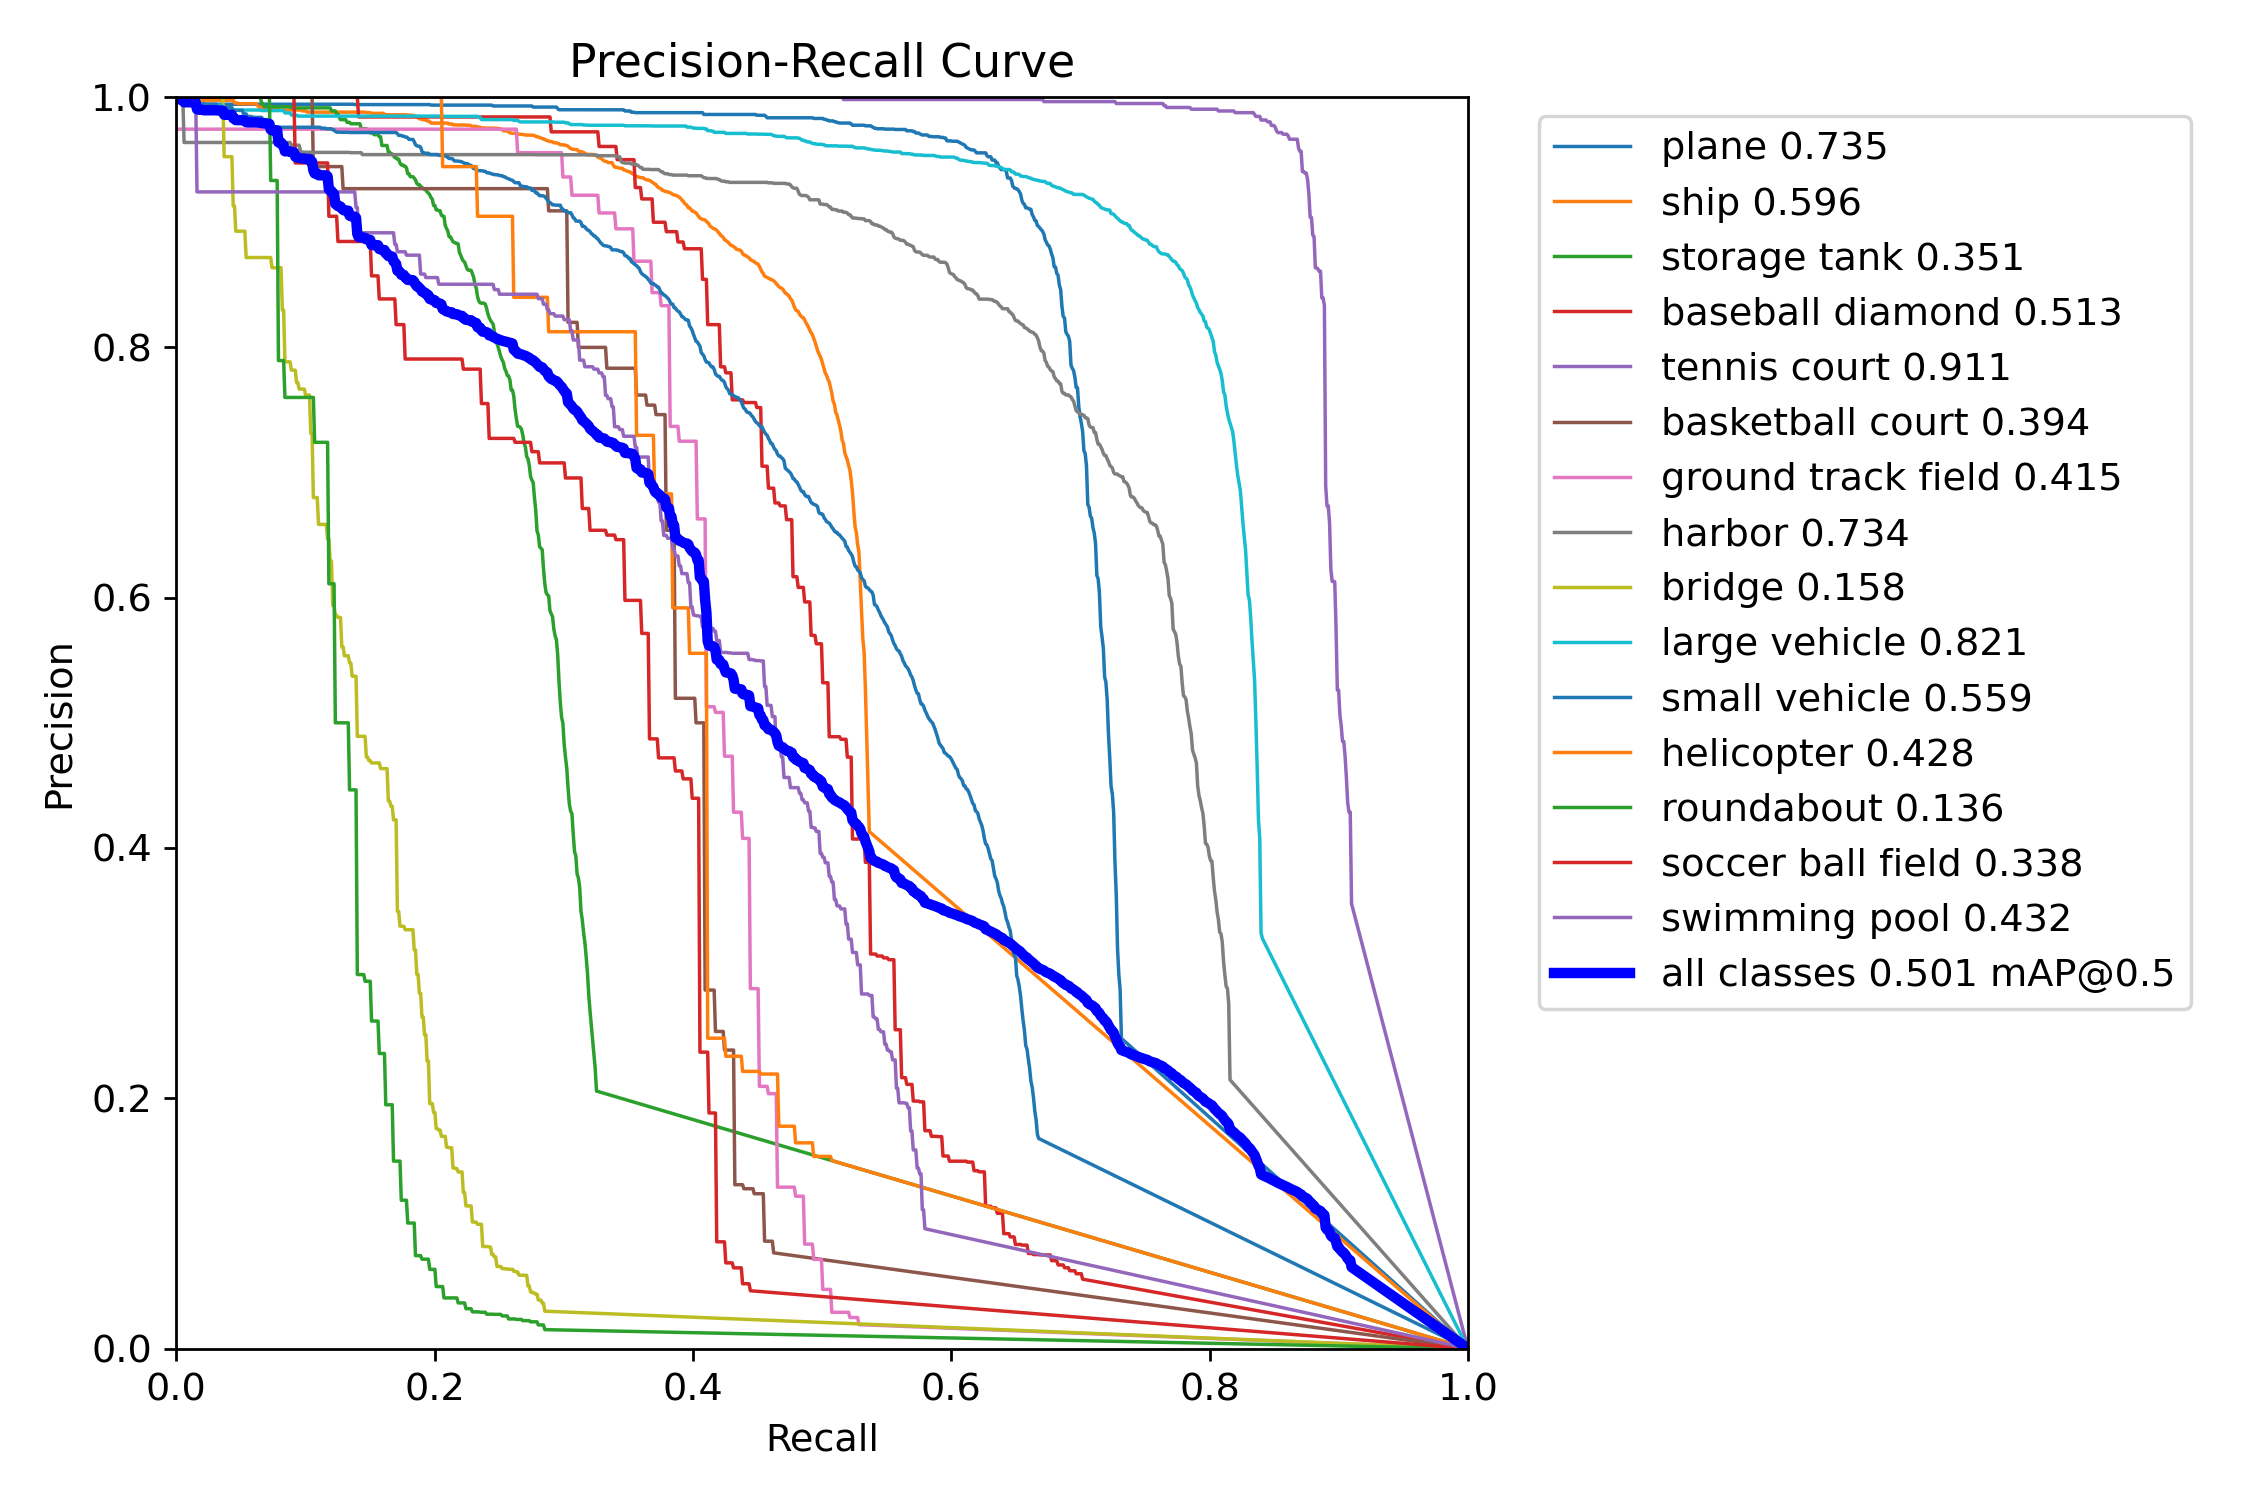 Precision-Recall Curve
1.0
0.8
0.6
0.4
0.2
0.0
Precision
0.0 0.2 0.4 0.6 0.8 1.0
Recall
plane 0.735
ship 0.596
storage tank 0.351
baseball diamond 0.513
tennis court 0.911
basketball court 0.394
ground track field 0.415
harbor 0.734
bridge 0.158
large vehicle 0.821
small vehicle 0.559
helicopter 0.428
roundabout 0.136
soccer ball field 0.338
swimming pool 0.432
all classes 0.501 mAP@0.5